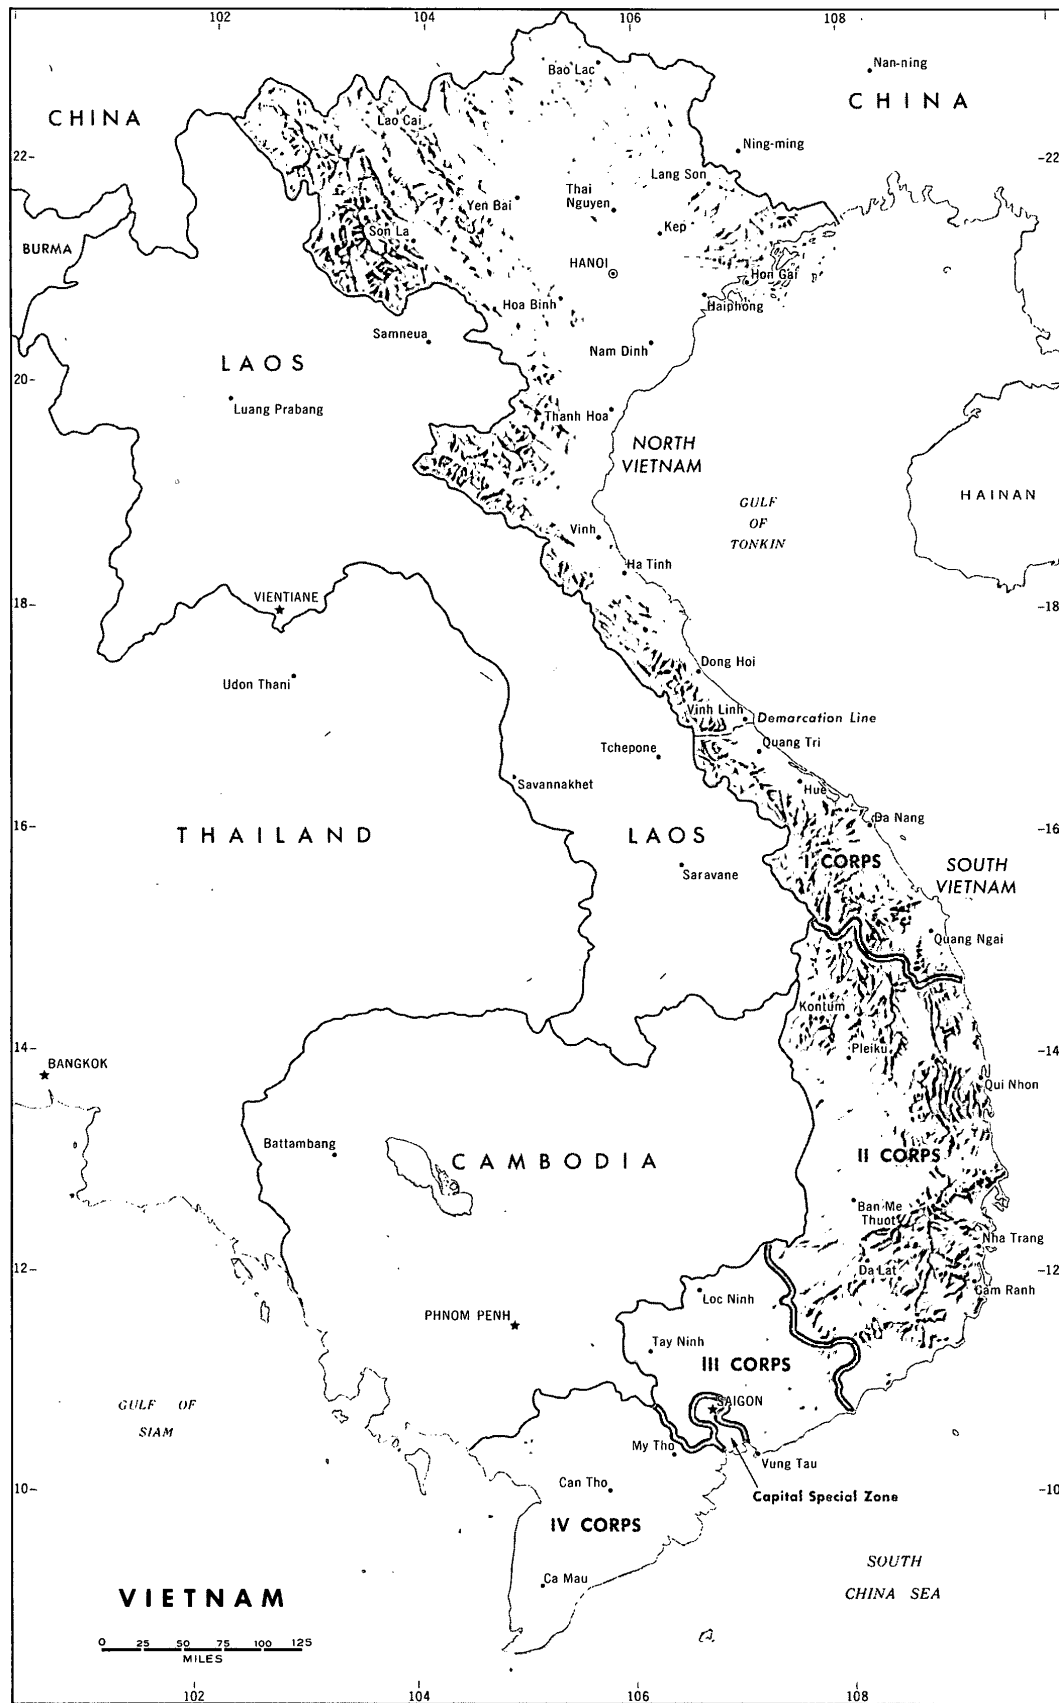 102
104
106
108
Bao Lac
Nan-ning
CHINA
CHINA
Lao Cai
Ning-ming
22-
-22
Lang Son
Thai
Nguyen
Yen Bai
Kep
Son La
BURMA
HANOI
Hon Gai
Hoa Binh
Haiphong
Samneua
Nam Dinh
LAOS
20-
-20
Luang Prabang
Thanh Hoa
NORTH
VIETNAM
HAINAN
GULF
OF
TONKIN
Vinh
Ha Tinh
VIENTIANE
18-
-18
Dong Hoi
Udon Thani
Vinh Linh
Demarcation Line
Quang Tri
Tchepone
Savannakhet
Hue
Da Nang
16-
-16
THAILAND
LAOS
I CORPS
SOUTH
VIETNAM
Saravane
Quang Ngai
Kontum
14-
-14
Pleiku
BANGKOK
Qui Nhon
Battambang
CAMBODIA
II CORPS
Ban Me
Thuot
Nha Trang
12-
-12
Da Lat
Cam Ranh
Loc Ninh
PHNOM PENH
Tay Ninh
III CORPS
GULF OF
SIAM
SAIGON
My Tho
Vung Tau
Can Tho
10-
-10
Capital Special Zone
IV CORPS
SOUTH
CHINA SEA
Ca Mau
VIETNAM
0 25 50 75 100 125
MILES
102
104
106
108